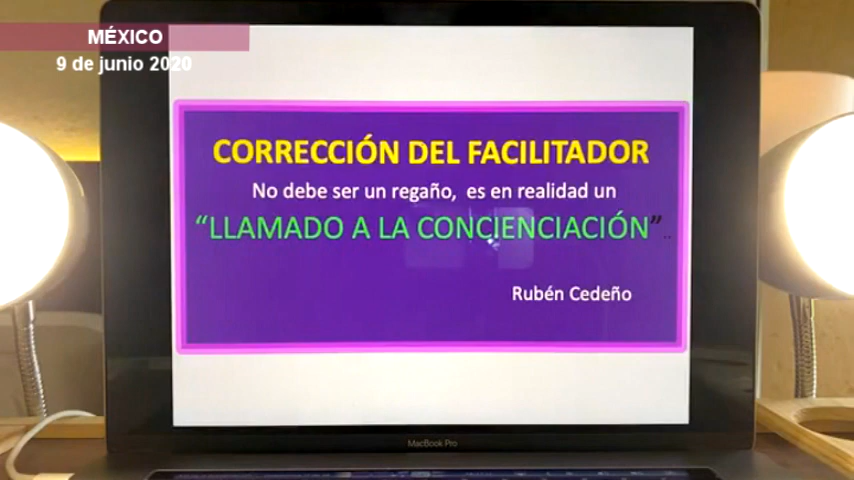 MÉXICO
9 de junio 2020
CORRECCIÓN DEL FACILITADOR
No debe ser un regaño, es en realidad un
“LLAMADO A LA CONCIENCIACIÓN”..
Rubén Cedeño
MacBook Pro